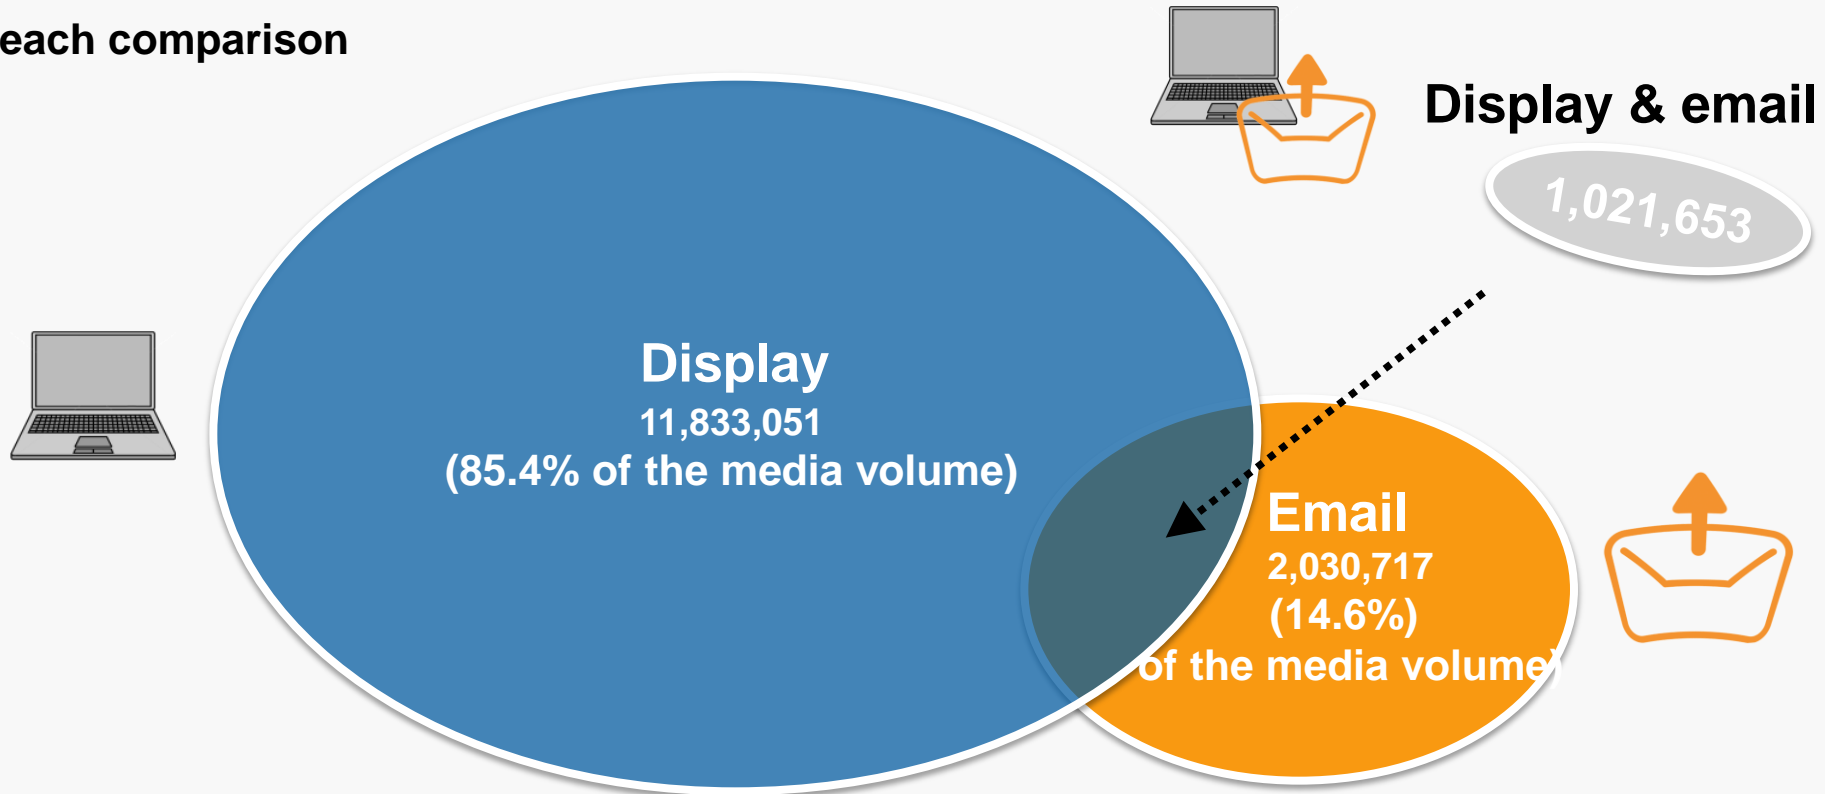 each comparison
Display & email
1,021,653
Display
11,833,051
(85.4% of the media volume)
Email
2,030,717
(14.6%)
of the media volume)